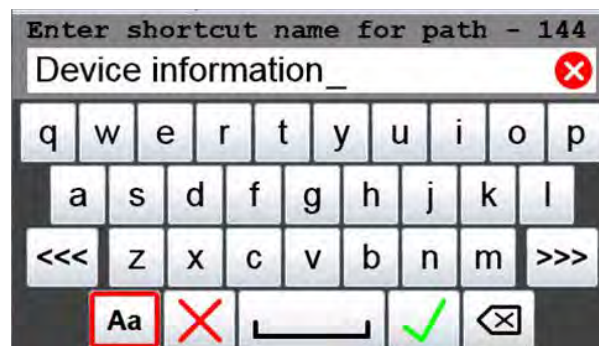 Enter shortcut name for path - 144
Device information_
q w e r t y u i o p
a s d f g h j k l
<<< z x c v b n m >>>
Aa